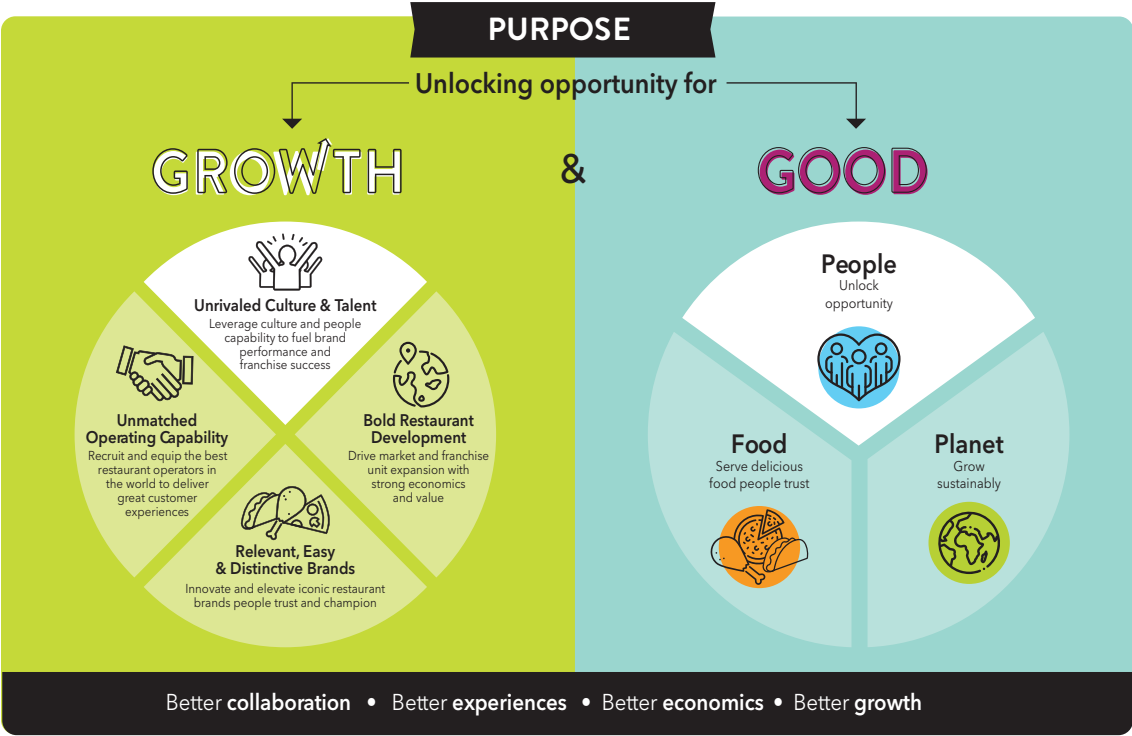 PURPOSE
Unlocking opportunity for
GROWTH
&
GOOD
Unrivaled Culture & Talent
Leverage culture and people
capability to fuel brand
performance and
franchise success
Unmatched
Operating Capability
Recruit and equip the best
restaurant operators in
the world to deliver
great customer
experiences
Bold Restaurant
Development
Drive market and franchise
unit expansion with
strong economics
and value
Relevant, Easy
& Distinctive Brands
Innovate and elevate iconic restaurant
brands people trust and champion
People
Unlock
opportunity
Food
Serve delicious
food people trust
Planet
Grow
sustainably
Better collaboration • Better experiences • Better economics • Better growth